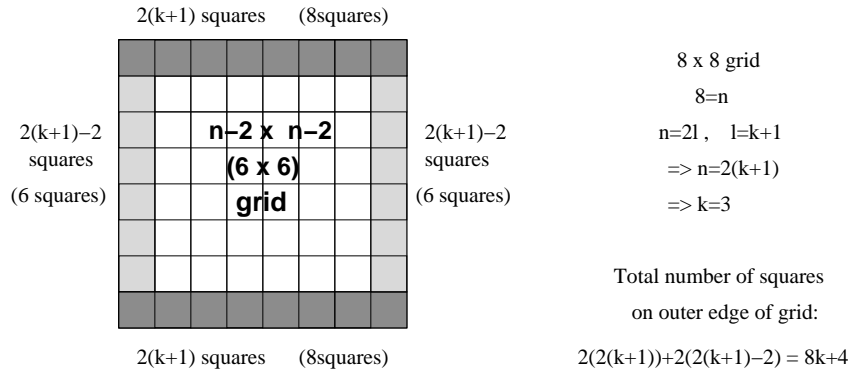 2(k+1) squares (8squares)
2(k+1)−2
squares
(6 squares)
n−2 x n−2
(6 x 6)
grid
2(k+1)−2
squares
(6 squares)
2(k+1) squares (8squares)
8 x 8 grid
8=n
n=2l , l=k+1
=> n=2(k+1)
=> k=3
Total number of squares
on outer edge of grid:
2(2(k+1))+2(2(k+1)−2) = 8k+4